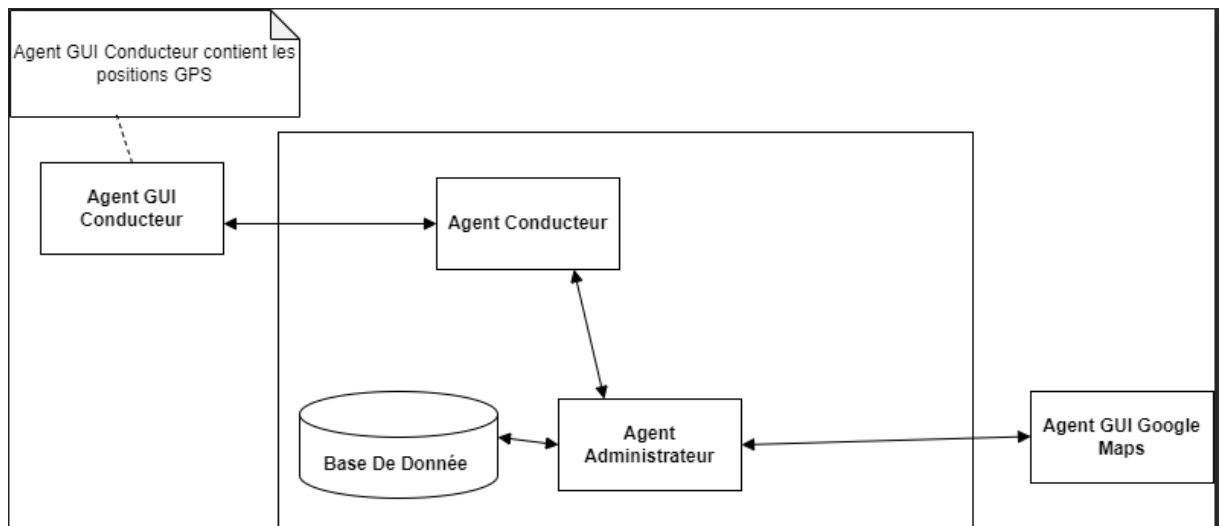 Agent GUI Conducteur contient les
positions GPS
Agent GUI
Conducteur
Agent Conducteur
Base De Donnée
Agent
Administrateur
Agent GUI Google
Maps